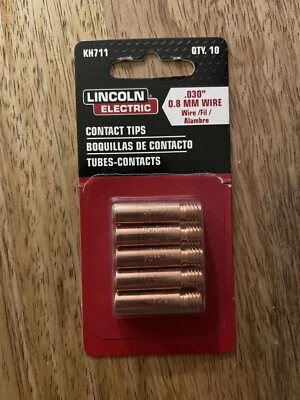 KH711
QTY. 10
LINCOLN
ELECTRIC
.030"
0.8 MM WIRE
Wire /Fil /
Alambre
CONTACT TIPS
BOQUILLAS DE CONTACTO
TUBES-CONTACTS